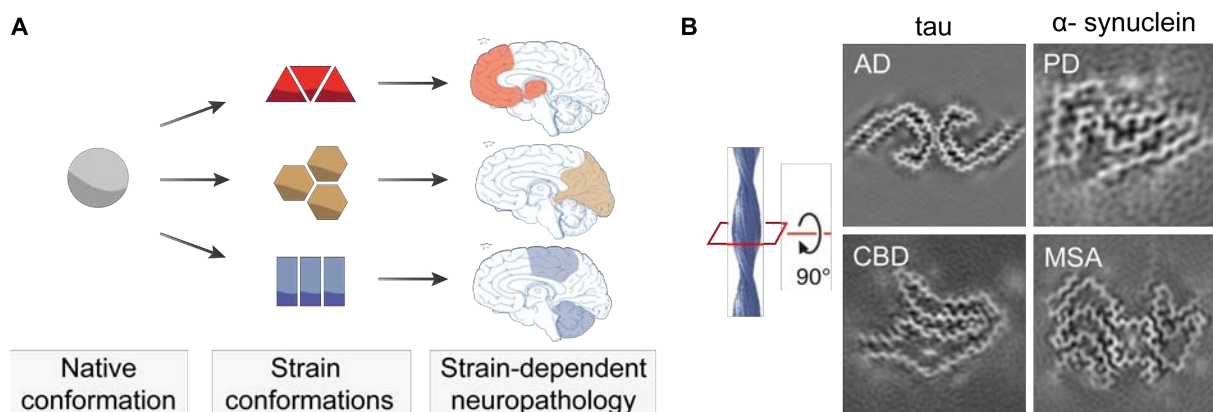 A
Native
conformation
Strain
conformations
Strain-dependent
neuropathology
B
tau
α- synuclein
AD
PD
CBD
MSA
90°